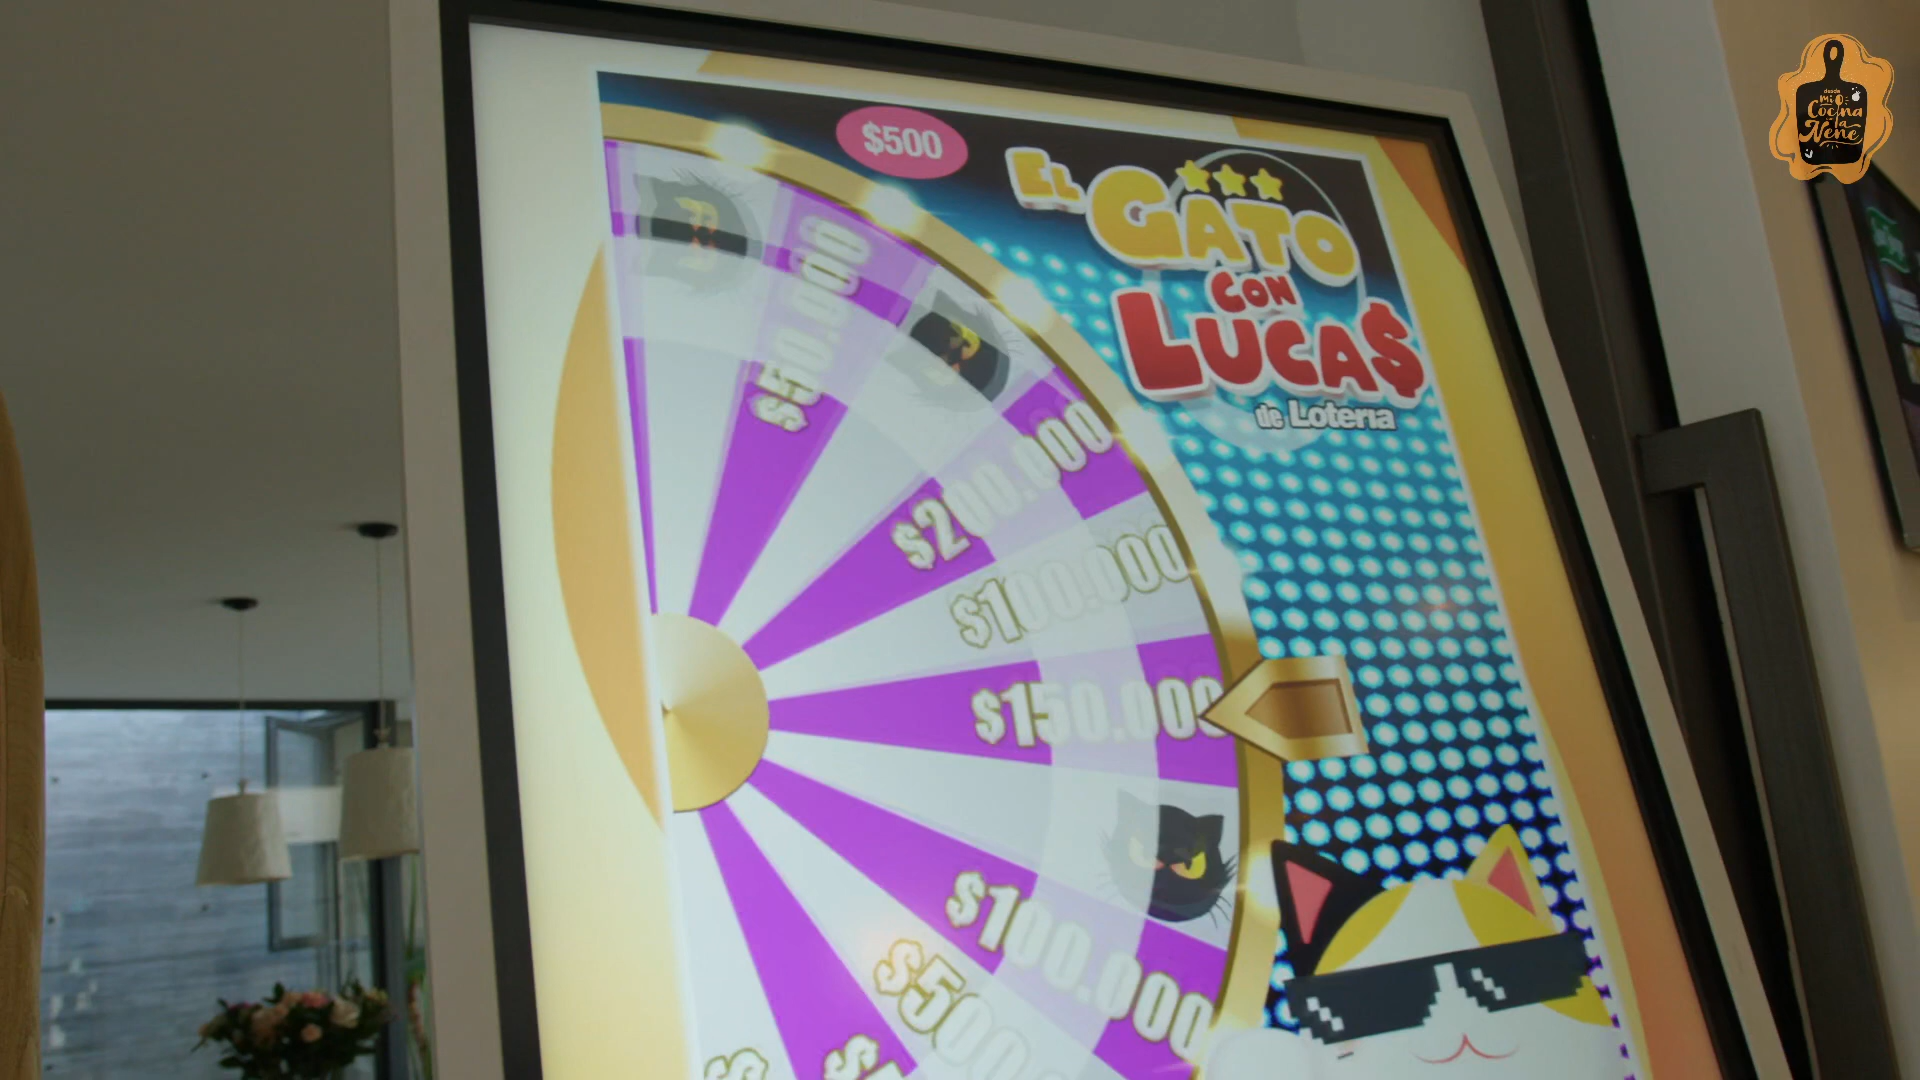 $500
EL
GATO
CON
LUCA$
de Lotería
$50.000
$200.000
$100.000
$150.000
$100.000
desde
mi
Cocina
la
Nene